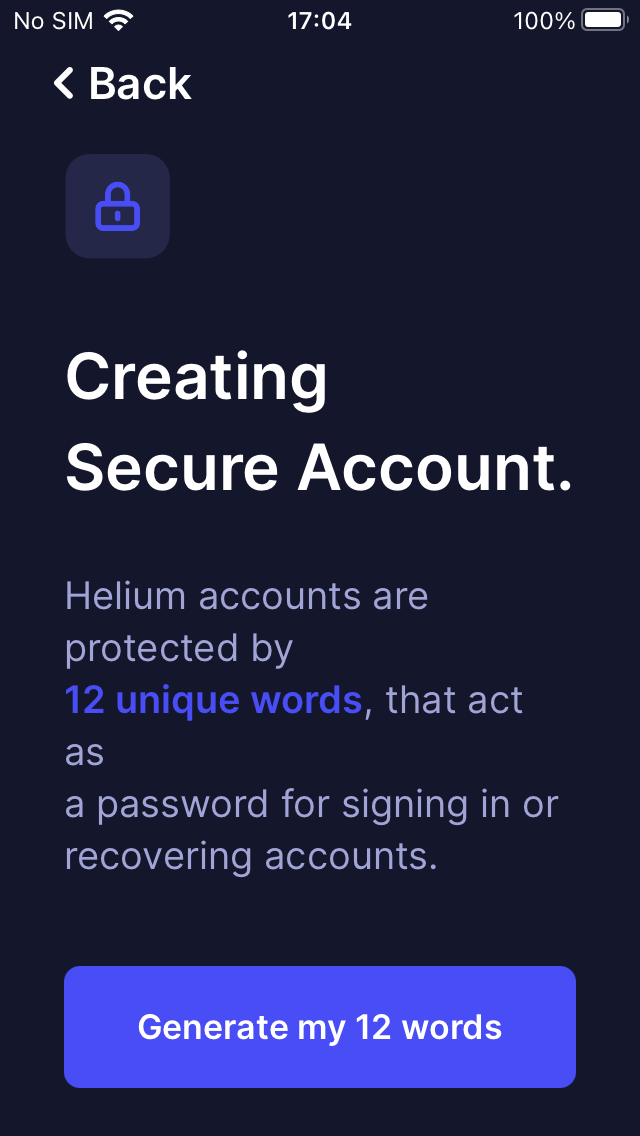 No SIM 17:04 100%
Back
Creating
Secure Account.
Helium accounts are
protected by
12 unique words, that act
as
a password for signing in or
recovering accounts.
Generate my 12 words